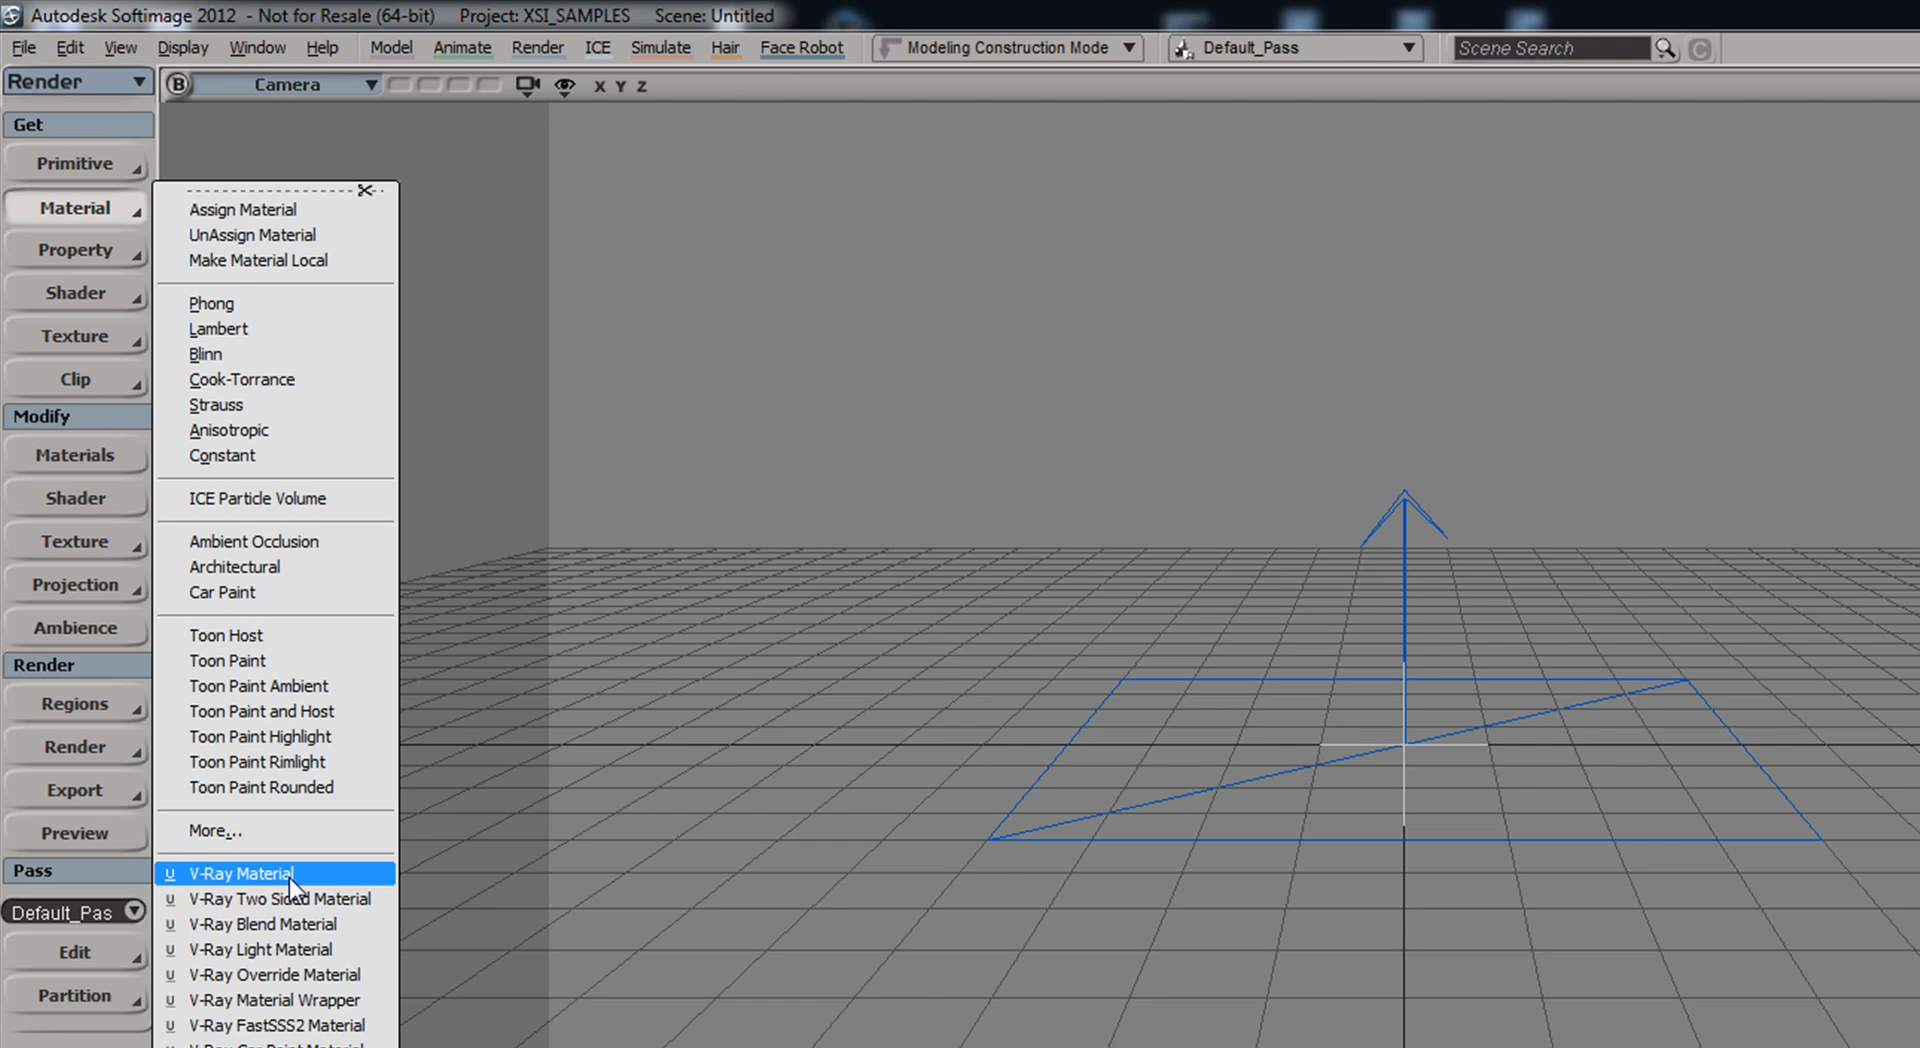 Autodesk Softimage 2012 - Not for Resale (64-bit) Project: XSI_SAMPLES Scene: Untitled
File Edit View Display Window Help Model Animate Render ICE Simulate Hair Face Robot Modeling Construction Mode Default_Pass Scene Search C
Render
B Camera X Y Z
Get
Primitive
Material
Property
Shader
Texture
Clip
Modify
Materials
Shader
Texture
Projection
Ambience
Render
Regions
Render
Export
Preview
Pass
Default_Pas
Edit
Partition
Assign Material
UnAssign Material
Make Material Local
Phong
Lambert
Blinn
Cook-Torrance
Strauss
Anisotropic
Constant
ICE Particle Volume
Ambient Occlusion
Architectural
Car Paint
Toon Host
Toon Paint
Toon Paint Ambient
Toon Paint and Host
Toon Paint Highlight
Toon Paint Rimlight
Toon Paint Rounded
More...
U V-Ray Material
U V-Ray Two Sided Material
U V-Ray Blend Material
U V-Ray Light Material
U V-Ray Override Material
U V-Ray Material Wrapper
U V-Ray FastSSS2 Material
V-Ray Car Paint Material